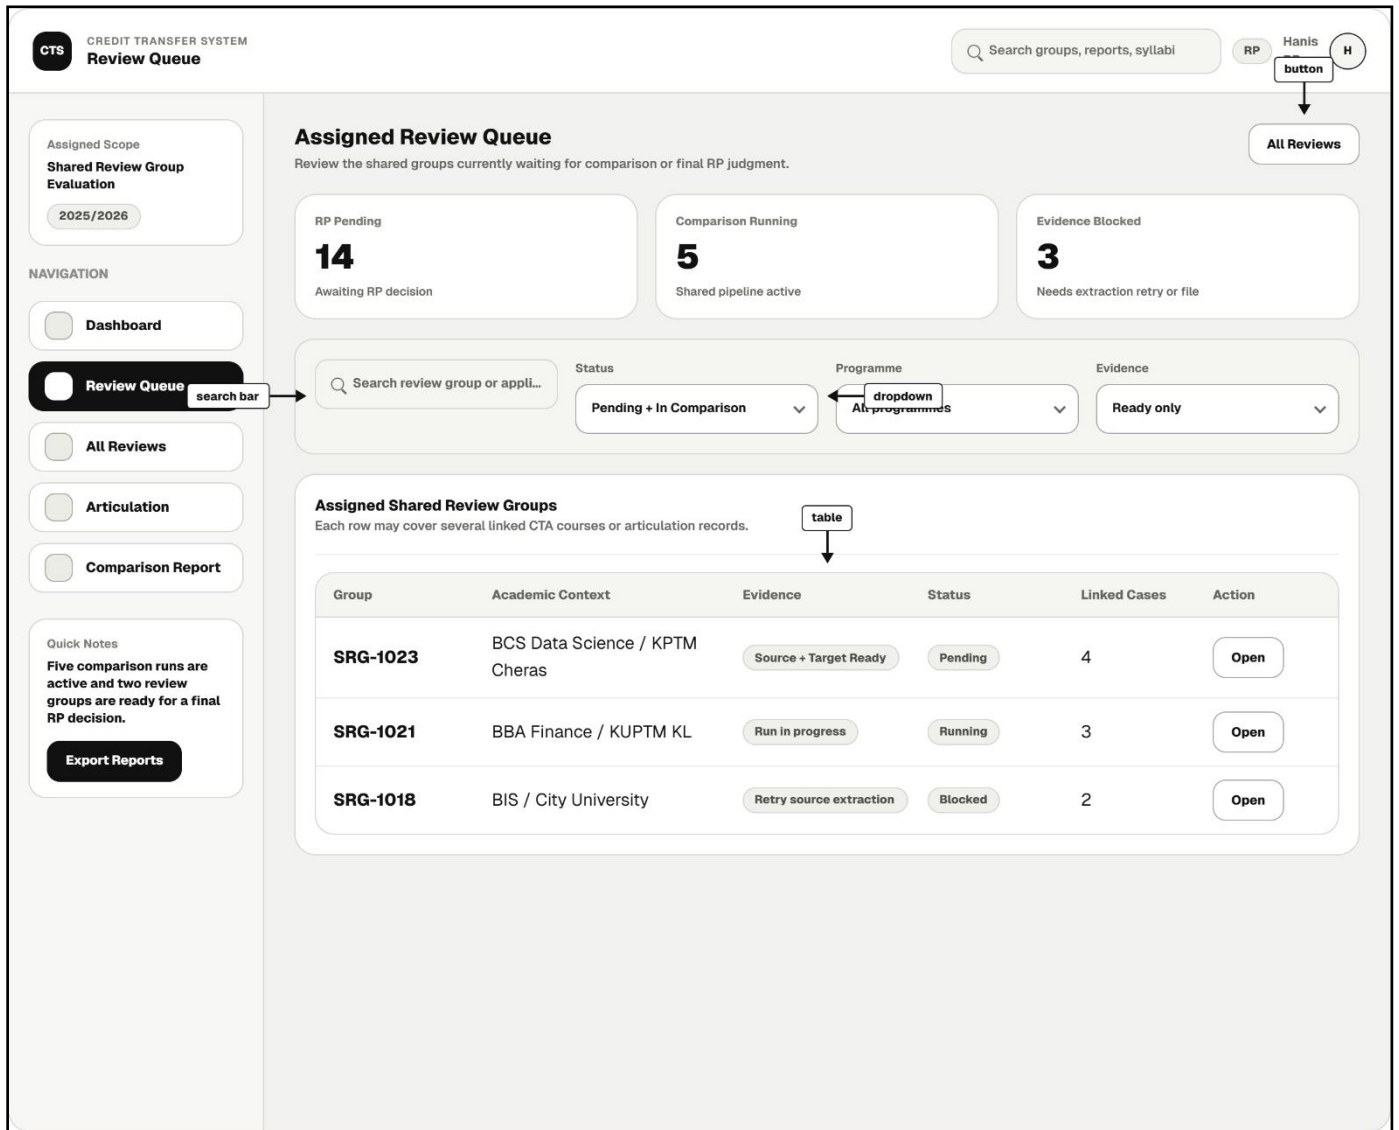 CTS
CREDIT TRANSFER SYSTEM
Review Queue
Search groups, reports, syllabi
RP
Hanis
H
button
Assigned Scope
Shared Review Group
Evaluation
2025/2026
NAVIGATION
Dashboard
Review Queue
All Reviews
Articulation
Comparison Report
Quick Notes
Five comparison runs are
active and two review
groups are ready for a final
RP decision.
Export Reports
Assigned Review Queue
Review the shared groups currently waiting for comparison or final RP judgment.
All Reviews
RP Pending
14
Awaiting RP decision
Comparison Running
5
Shared pipeline active
Evidence Blocked
3
Needs extraction retry or file
search bar
Search review group or appli...
Status
Pending + In Comparison
Programme
All programmes
dropdown
Evidence
Ready only
Assigned Shared Review Groups
Each row may cover several linked CTA courses or articulation records.
table
Group Academic Context Evidence Status Linked Cases Action
SRG-1023 BCS Data Science / KPTM Source + Target Ready Pending 4 Open
Cheras
SRG-1021 BBA Finance / KUPTM KL Run in progress Running 3 Open
SRG-1018 BIS / City University Retry source extraction Blocked 2 Open